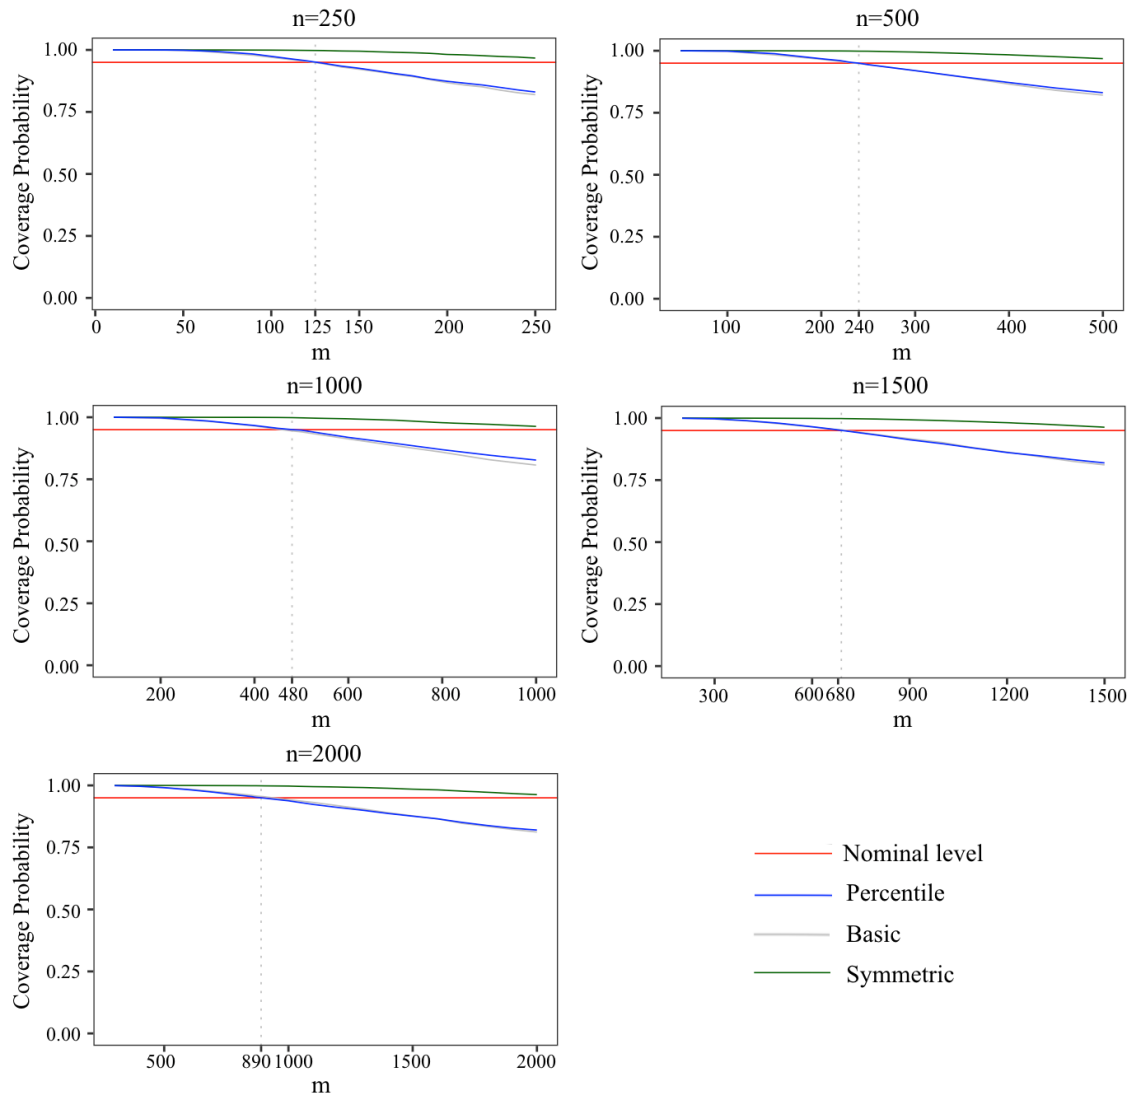 n=250
Coverage Probability
1.00
0.75
0.50
0.25
0.00
0 50 100 125 150 200 250
m
n=500
Coverage Probability
1.00
0.75
0.50
0.25
0.00
100 200 240 300 400 500
m
n=1000
Coverage Probability
1.00
0.75
0.50
0.25
0.00
200 400 480 600 800 1000
m
n=1500
Coverage Probability
1.00
0.75
0.50
0.25
0.00
300 600 680 900 1200 1500
m
n=2000
Coverage Probability
1.00
0.75
0.50
0.25
0.00
500 890 1000 1500 2000
m
Nominal level
Percentile
Basic
Symmetric